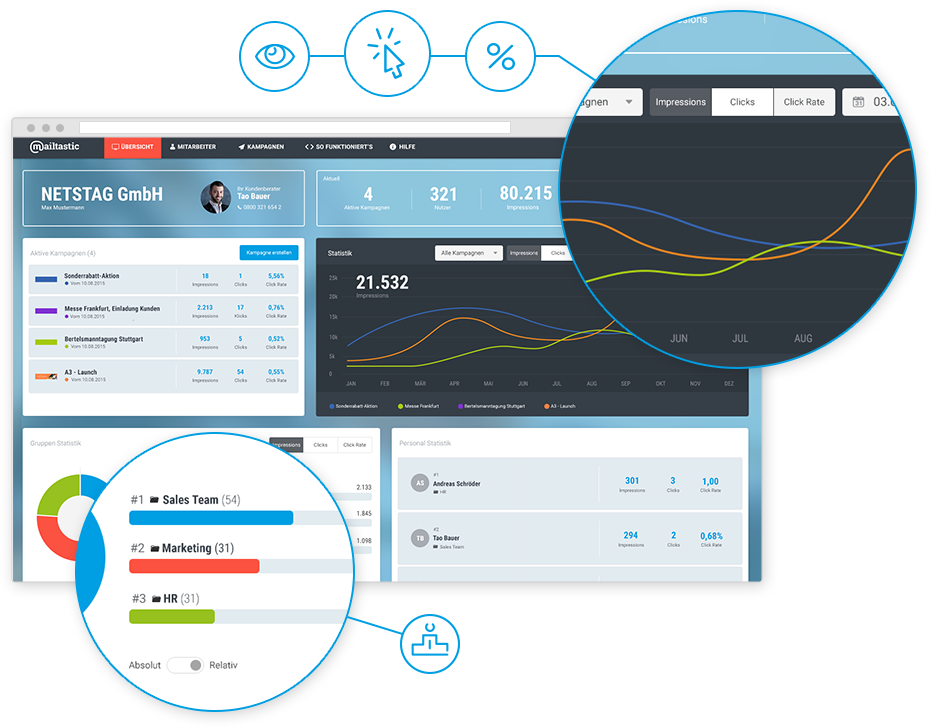 Impressions
agnen
Impressions
Clicks
Click Rate
31
03.0
JUN
JUL
AUG
mailtastic
ÜBERSICHT
MITARBEITER
KAMPAGNEN
SO FUNKTIONIERT'S
HILFE
NETSTAG GmbH
Max Mustermann
Ihr Kundenberater
Tao Bauer
0800 321 654 2
Aktuell
4
Aktive Kampagnen
321
Nutzer
80.215
Impressions
Aktive Kampagnen (4)
Kampagne erstellen
Sonderrabatt-Aktion
Vom 10.08.2015
18
Impressions
1
Clicks
5,56%
Click Rate
Messe Frankfurt, Einladung Kunden
Vom 10.08.2015
2.213
Impressions
17
Klicks
0,76%
Click Rate
Bertelsmanntagung Stuttgart
Vom 10.08.2015
953
Impressions
5
Clicks
0,52%
Click Rate
A3 - Launch
Vom 10.08.2015
9.787
Impressions
54
Clicks
0,55%
Click Rate
Statistik
Alle Kampagnen
Impressions
Clicks
21.532
Impressions
25k
20k
15k
10k
5k
0k
JAN
FEB
MÄR
APR
MAI
JUN
JUL
AUG
SEP
OKT
NOV
DEZ
Sonderrabatt-Aktion
Messe Frankfurt
Bertelsmanntagung Stuttgart
A3 - Launch
Gruppen Statistik
Impressions
Clicks
Click Rate
2.133
1.845
1.098
#1 Sales Team (54)
#2 Marketing (31)
#3 HR (31)
Absolut
Relativ
Personal Statistik
AS
#1
Andreas Schröder
HR
301
Impressions
3
Clicks
1,00
Click Rate
TB
#2
Tao Bauer
Sales Team
294
Impressions
2
Clicks
0,68%
Click Rate